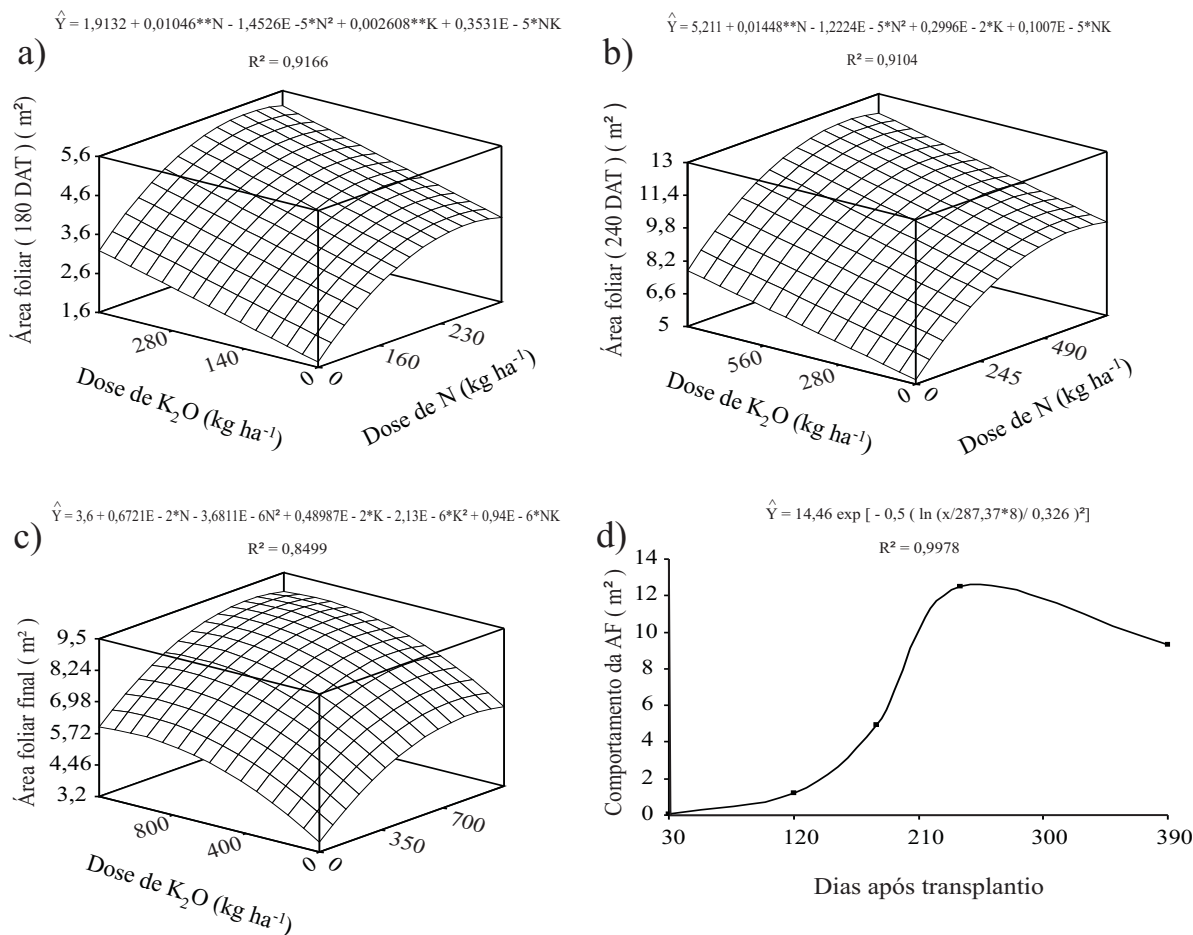 Ŷ = 1,9132 + 0,01046**N - 1,4526E -5*N² + 0,002608**K + 0,3531E - 5*NK
a)
R² = 0,9166
Área foliar ( 180 DAT ) ( m² )
5,6
4,6
3,6
2,6
1,6
280
140
0
0
160
230
Dose de K₂O (kg ha⁻¹)
Dose de N (kg ha⁻¹)
Ŷ = 5,211 + 0,01448**N - 1,2224E - 5*N² + 0,2996E - 2*K + 0,1007E - 5*NK
b)
R² = 0,9104
Área foliar ( 240 DAT ) ( m² )
13
11,4
9,8
8,2
6,6
5
560
280
0
0
245
490
Dose de K₂O (kg ha⁻¹)
Dose de N (kg ha⁻¹)
Ŷ = 3,6 + 0,6721E - 2*N - 3,6811E - 6N² + 0,48987E - 2*K - 2,13E - 6*K² + 0,94E - 6*NK
c)
R² = 0,8499
Área foliar final ( m² )
9,5
8,24
6,98
5,72
4,46
3,2
800
400
0
0
350
700
Dose de K₂O (kg ha⁻¹)
Ŷ = 14,46 exp [ - 0,5 ( ln (x/287,37*8)/ 0,326 )²]
d)
R² = 0,9978
Comportamento da AF ( m² )
14
12
10
8
6
4
2
0
30
120
210
300
390
Dias após transplantio